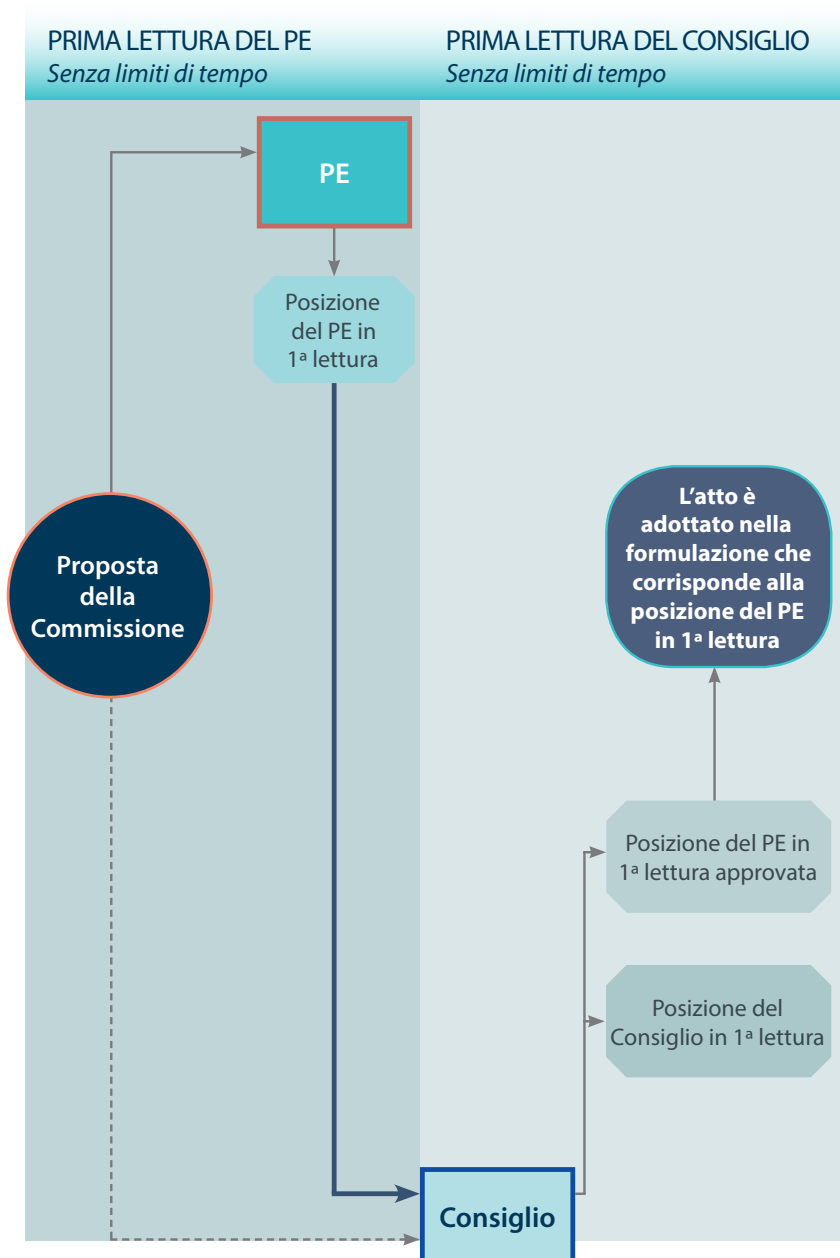 PRIMA LETTURA DEL PE
Senza limiti di tempo
PRIMA LETTURA DEL CONSIGLIO
Senza limiti di tempo
PE
Posizione
del PE in
1ª lettura
Proposta
della
Commissione
L’atto è
adottato nella
formulazione che
corrisponde alla
posizione del PE
in 1ª lettura
Posizione del PE in
1ª lettura approvata
Posizione del
Consiglio in 1ª lettura
Consiglio